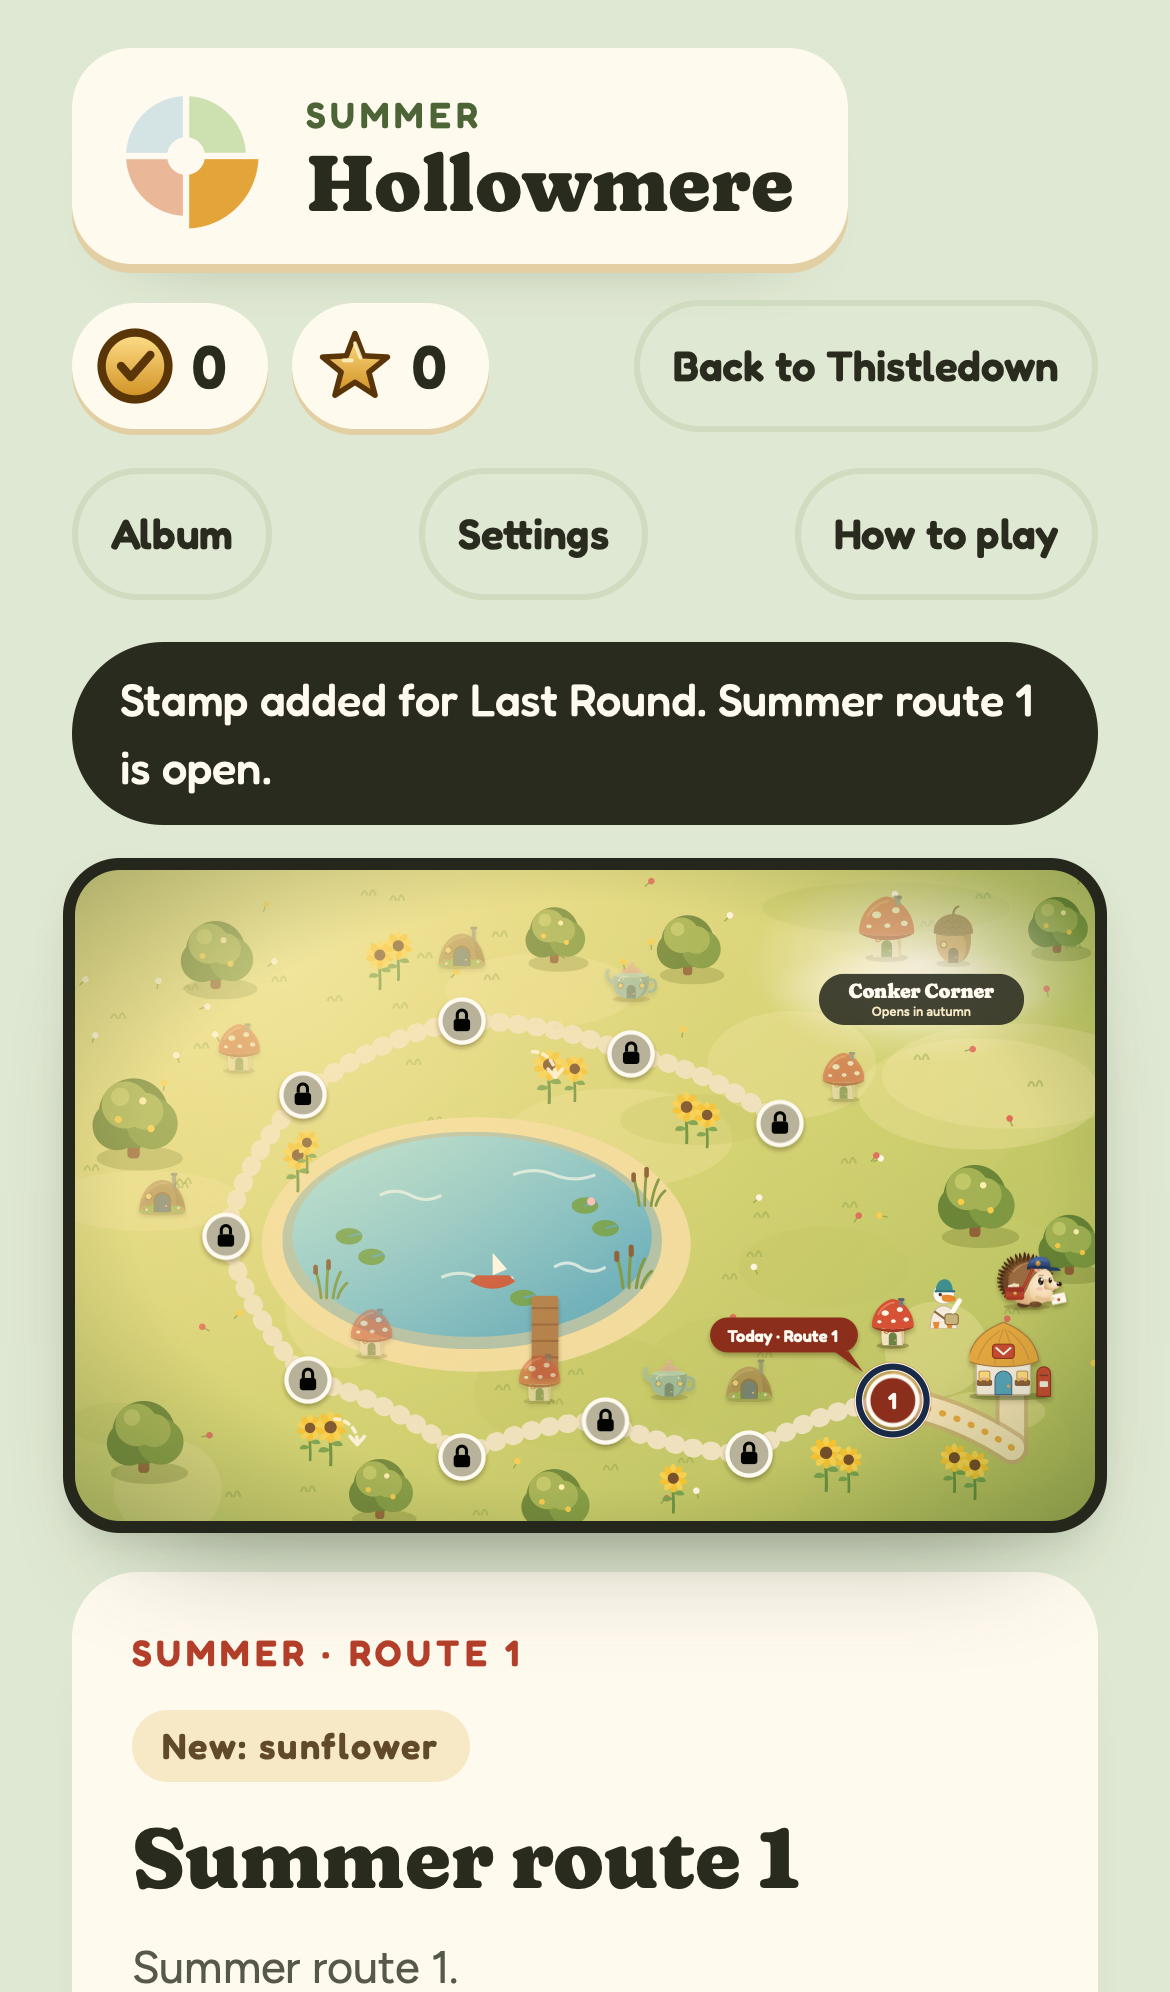 SUMMER
Hollowmere
0
0
Back to Thistledown
Album
Settings
How to play
Stamp added for Last Round. Summer route 1
is open.
Conker Corner
Opens in autumn
Today · Route 1
1
SUMMER · ROUTE 1
New: sunflower
Summer route 1
Summer route 1.